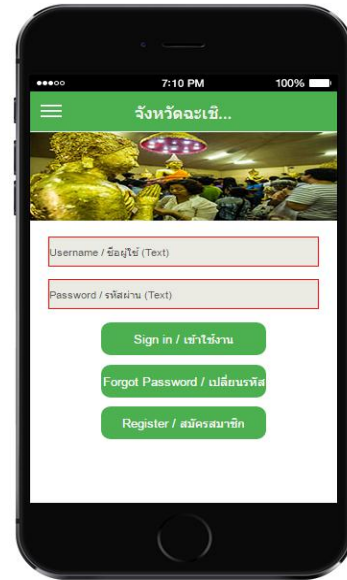 7:10 PM
100%
จังหวัดฉะเชิ...
Username / ชื่อผู้ใช้ (Text)
Password / รหัสผ่าน (Text)
Sign in / เข้าใช้งาน
Forgot Password / เปลี่ยนรหัส
Register / สมัครสมาชิก